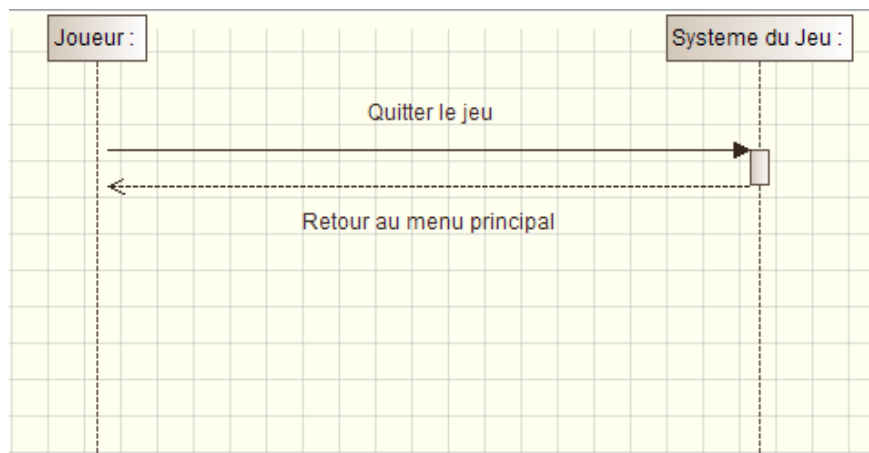 Joueur :
Systeme du Jeu :
Quitter le jeu
Retour au menu principal